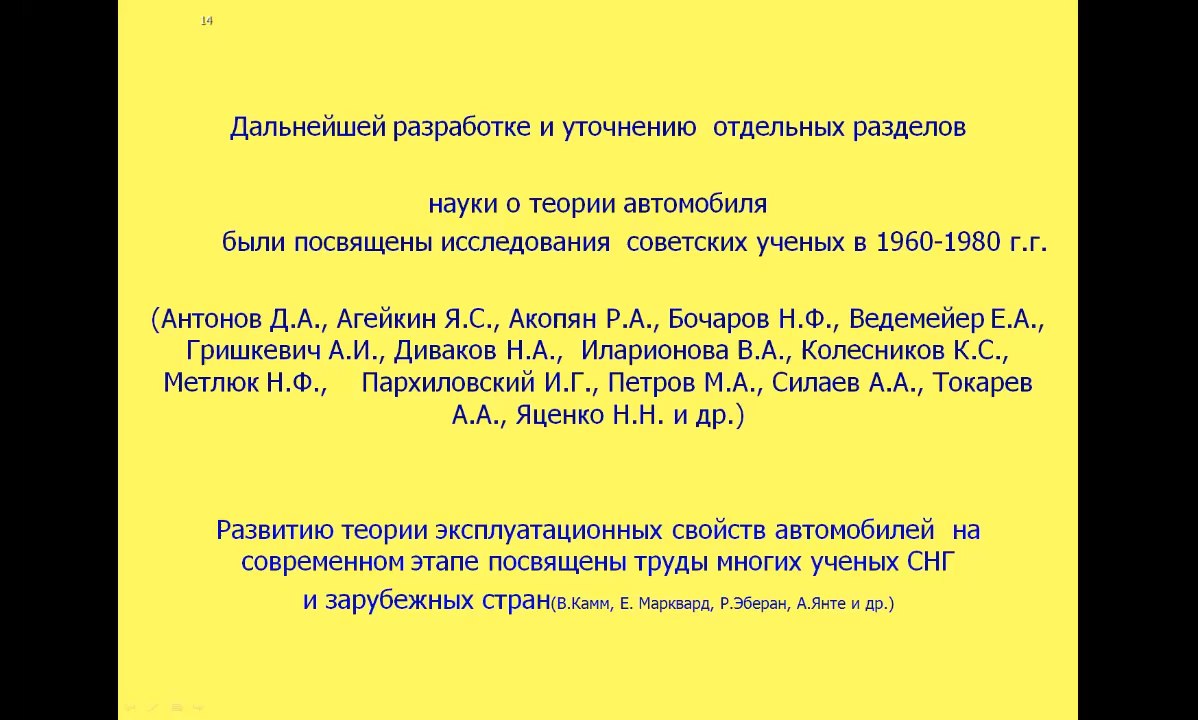 14
Дальнейшей разработке и уточнению отдельных разделов
науки о теории автомобиля
были посвящены исследования советских ученых в 1960-1980 г.г.
(Антонов Д.А., Агейкин Я.С., Акопян Р.А., Бочаров Н.Ф., Ведемейер Е.А.,
Гришкевич А.И., Диваков Н.А., Иларионова В.А., Колесников К.С.,
Метлюк Н.Ф., Пархиловский И.Г., Петров М.А., Силаев А.А., Токарев
А.А., Яценко Н.Н. и др.)
Развитию теории эксплуатационных свойств автомобилей на
современном этапе посвящены труды многих ученых СНГ
и зарубежных стран(В.Камм, Е. Марквард, Р.Эберан, А.Янте и др.)